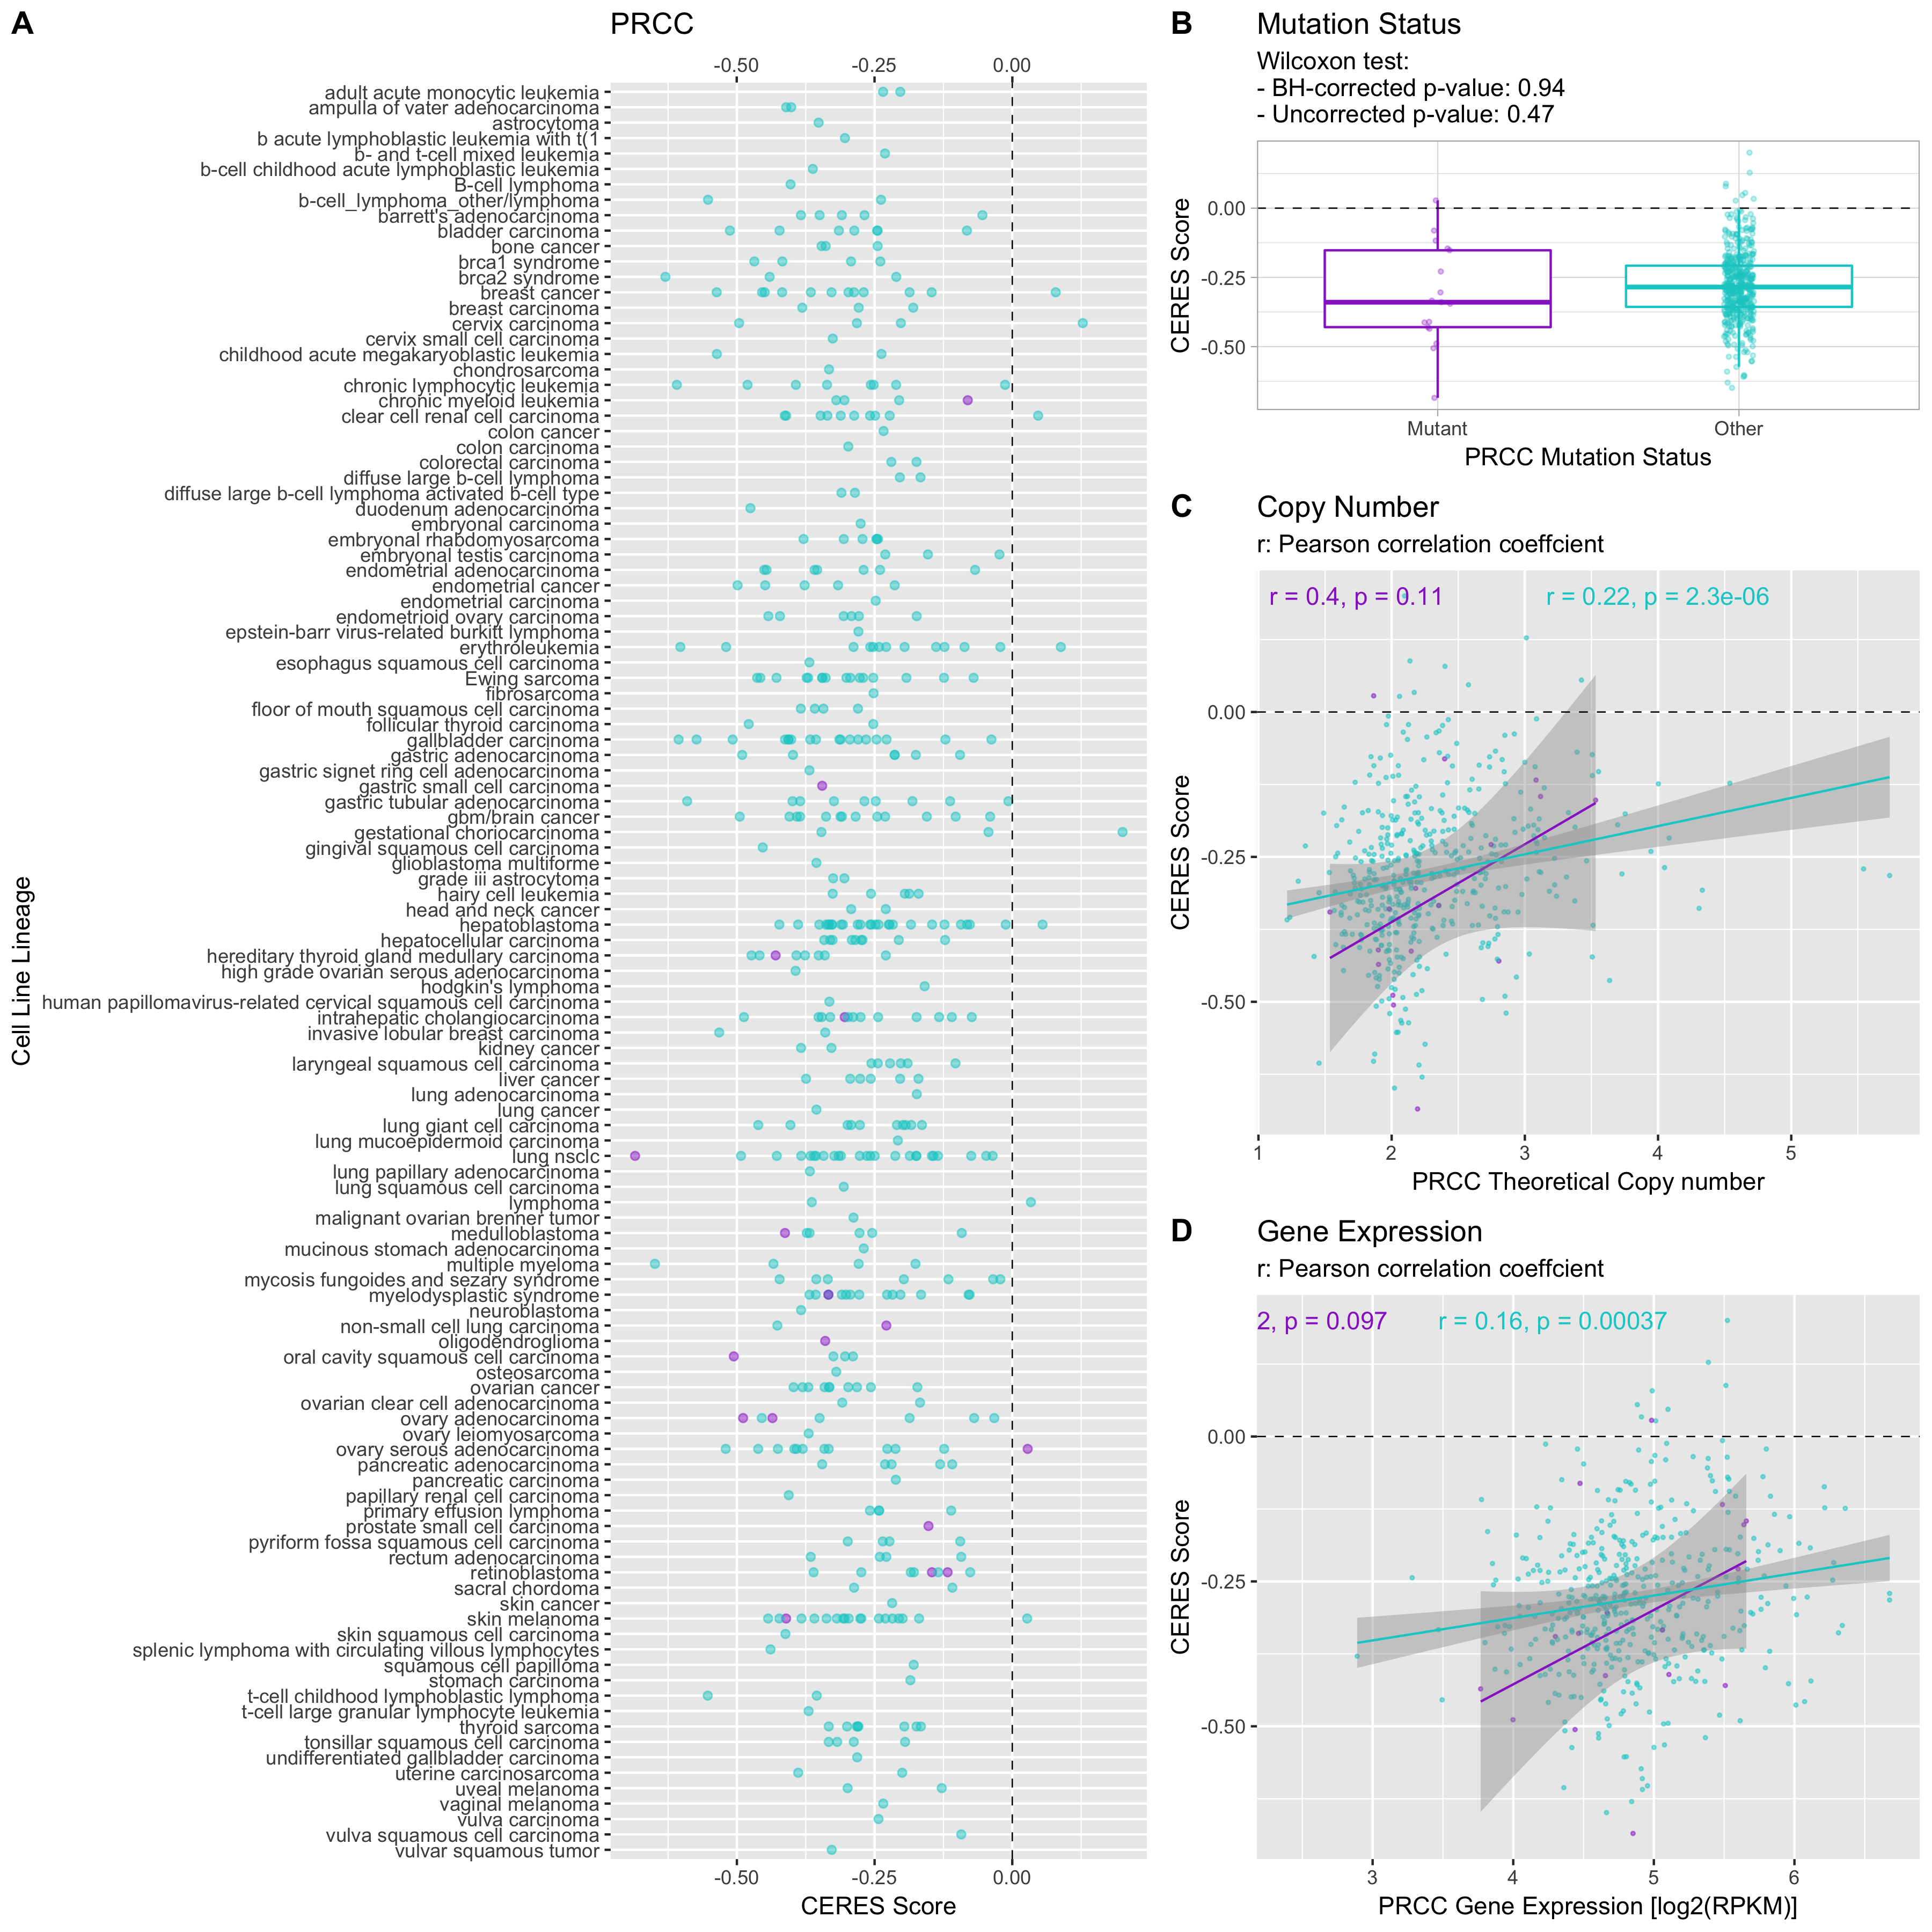 A
PRCC
-0.50 -0.25 0.00
Cell Line Lineage
adult acute monocytic leukemia
ampulla of vater adenocarcinoma
astrocytoma
b acute lymphoblastic leukemia with t(1
b- and t-cell mixed leukemia
b-cell childhood acute lymphoblastic leukemia
B-cell lymphoma
b-cell_lymphoma_other/lymphoma
barrett's adenocarcinoma
bladder carcinoma
bone cancer
brca1 syndrome
brca2 syndrome
breast cancer
breast carcinoma
cervix carcinoma
cervix small cell carcinoma
childhood acute megakaryoblastic leukemia
chondrosarcoma
chronic lymphocytic leukemia
chronic myeloid leukemia
clear cell renal cell carcinoma
colon cancer
colon carcinoma
colorectal carcinoma
diffuse large b-cell lymphoma
diffuse large b-cell lymphoma activated b-cell type
duodenum adenocarcinoma
embryonal carcinoma
embryonal rhabdomyosarcoma
embryonal testis carcinoma
endometrial adenocarcinoma
endometrial cancer
endometrial carcinoma
endometrioid ovary carcinoma
epstein-barr virus-related burkitt lymphoma
erythroleukemia
esophagus squamous cell carcinoma
Ewing sarcoma
fibrosarcoma
floor of mouth squamous cell carcinoma
follicular thyroid carcinoma
gallbladder carcinoma
gastric adenocarcinoma
gastric signet ring cell adenocarcinoma
gastric small cell carcinoma
gastric tubular adenocarcinoma
gbm/brain cancer
gestational choriocarcinoma
gingival squamous cell carcinoma
glioblastoma multiforme
grade iii astrocytoma
hairy cell leukemia
head and neck cancer
hepatoblastoma
hepatocellular carcinoma
hereditary thyroid gland medullary carcinoma
high grade ovarian serous adenocarcinoma
hodgkin's lymphoma
human papillomavirus-related cervical squamous cell carcinoma
intrahepatic cholangiocarcinoma
invasive lobular breast carcinoma
kidney cancer
laryngeal squamous cell carcinoma
liver cancer
lung adenocarcinoma
lung cancer
lung giant cell carcinoma
lung mucoepidermoid carcinoma
lung nsclc
lung papillary adenocarcinoma
lung squamous cell carcinoma
lymphoma
malignant ovarian brenner tumor
medulloblastoma
mucinous stomach adenocarcinoma
multiple myeloma
mycosis fungoides and sezary syndrome
myelodysplastic syndrome
neuroblastoma
non-small cell lung carcinoma
oligodendroglioma
oral cavity squamous cell carcinoma
osteosarcoma
ovarian cancer
ovarian clear cell adenocarcinoma
ovary adenocarcinoma
ovary leiomyosarcoma
ovary serous adenocarcinoma
pancreatic adenocarcinoma
pancreatic carcinoma
papillary renal cell carcinoma
primary effusion lymphoma
prostate small cell carcinoma
pyriform fossa squamous cell carcinoma
rectum adenocarcinoma
retinoblastoma
sacral chordoma
skin cancer
skin melanoma
skin squamous cell carcinoma
splenic lymphoma with circulating villous lymphocytes
squamous cell papilloma
stomach carcinoma
t-cell childhood lymphoblastic lymphoma
t-cell large granular lymphocyte leukemia
thyroid sarcoma
tonsillar squamous cell carcinoma
undifferentiated gallbladder carcinoma
uterine carcinosarcoma
uveal melanoma
vaginal melanoma
vulva carcinoma
vulva squamous cell carcinoma
vulvar squamous tumor
-0.50 -0.25 0.00
CERES Score
B
Mutation Status
Wilcoxon test:
- BH-corrected p-value: 0.94
- Uncorrected p-value: 0.47
CERES Score
0.00
-0.25
-0.50
Mutant Other
PRCC Mutation Status
C
Copy Number
r: Pearson correlation coeffcient
r = 0.4, p = 0.11 r = 0.22, p = 2.3e-06
CERES Score
0.00
-0.25
-0.50
1 2 3 4 5
PRCC Theoretical Copy number
D
Gene Expression
r: Pearson correlation coeffcient
2, p = 0.097 r = 0.16, p = 0.00037
CERES Score
0.00
-0.25
-0.50
3 4 5 6
PRCC Gene Expression [log2(RPKM)]